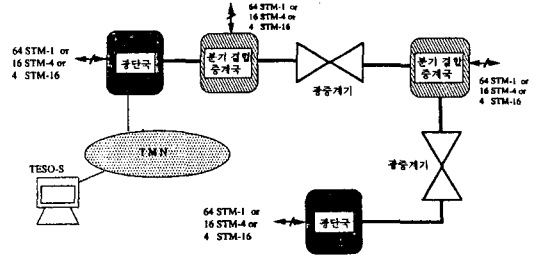 64 STM-1 or
16 STM-4 or
4 STM-16
64 STM-1 or
16 STM-4 or
4 STM-16
광단국
분기 결합
중계국
광중계기
분기 결합
중계국
64 STM-1 or
16 STM-4 or
4 STM-16
TMN
TESO-S
광중계기
64 STM-1 or
16 STM-4 or
4 STM-16
광단국